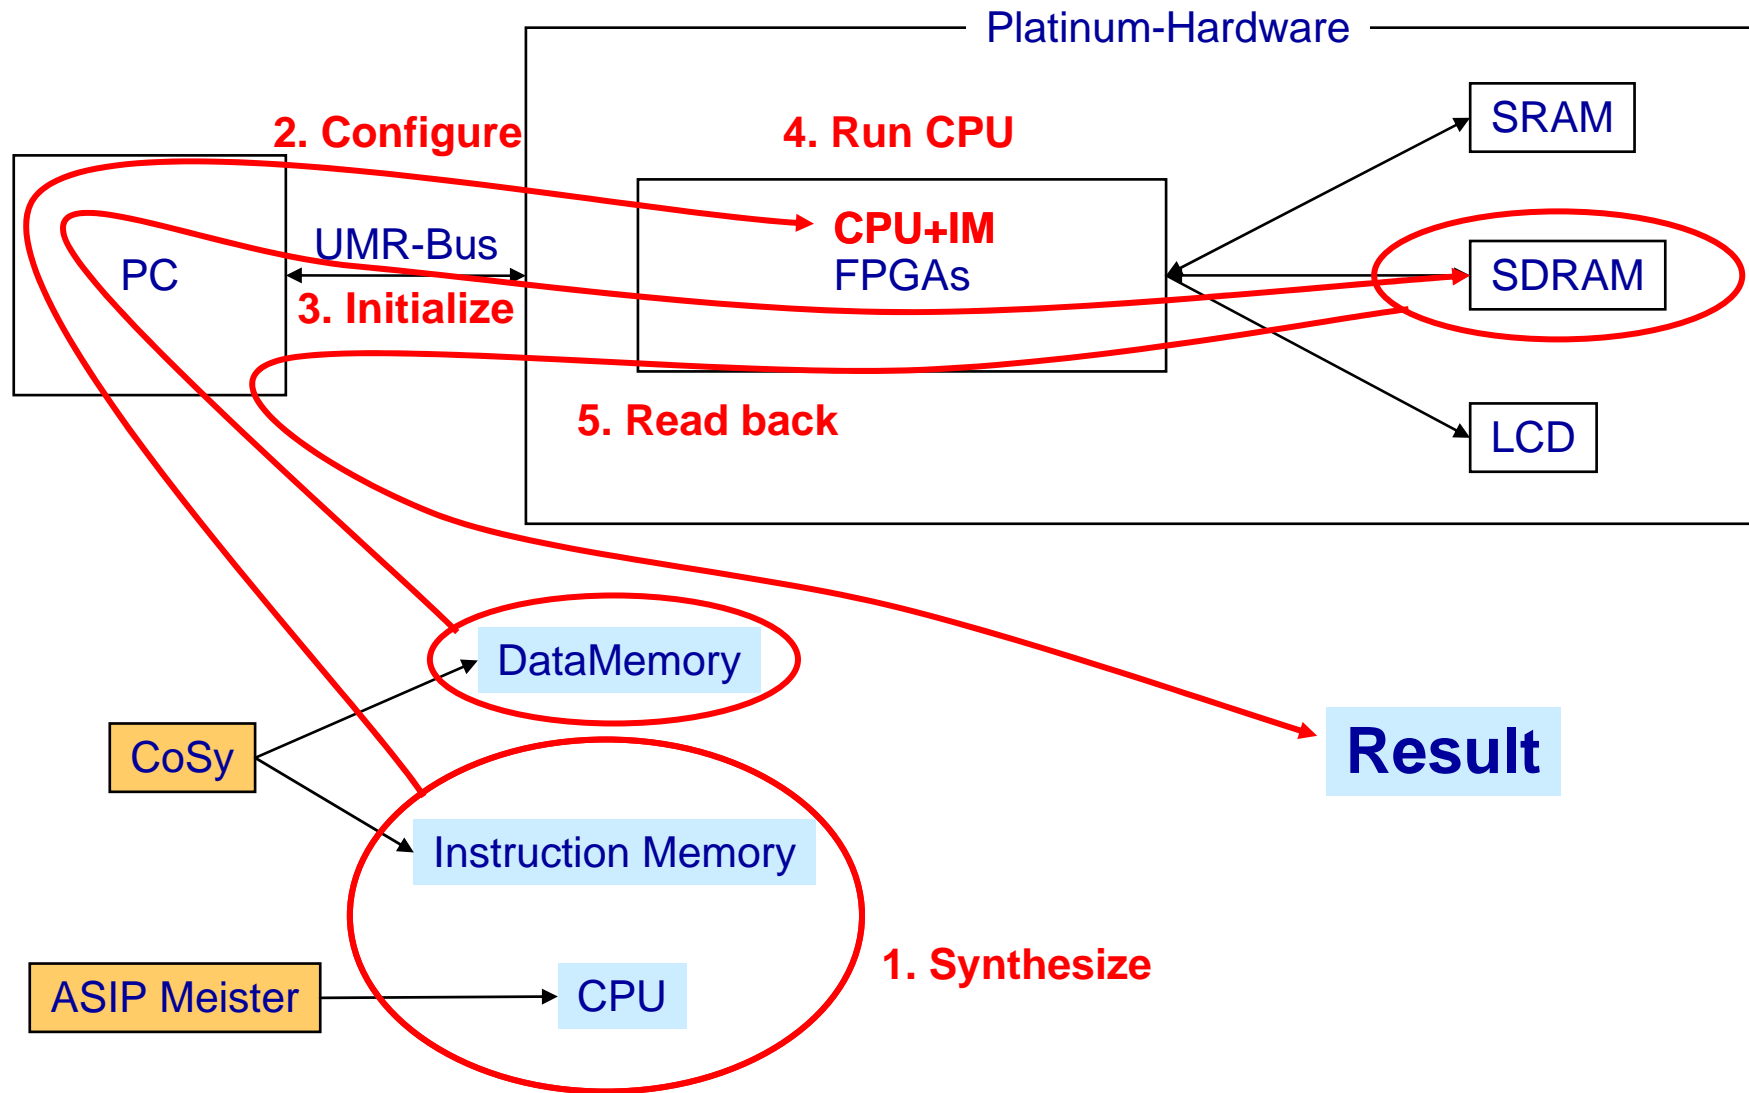 Platinum-Hardware
2. Configure
4. Run CPU
SRAM
PC
UMR-Bus
3. Initialize
CPU+IM
FPGAs
SDRAM
5. Read back
LCD
DataMemory
CoSy
Result
Instruction Memory
1. Synthesize
ASIP Meister
CPU